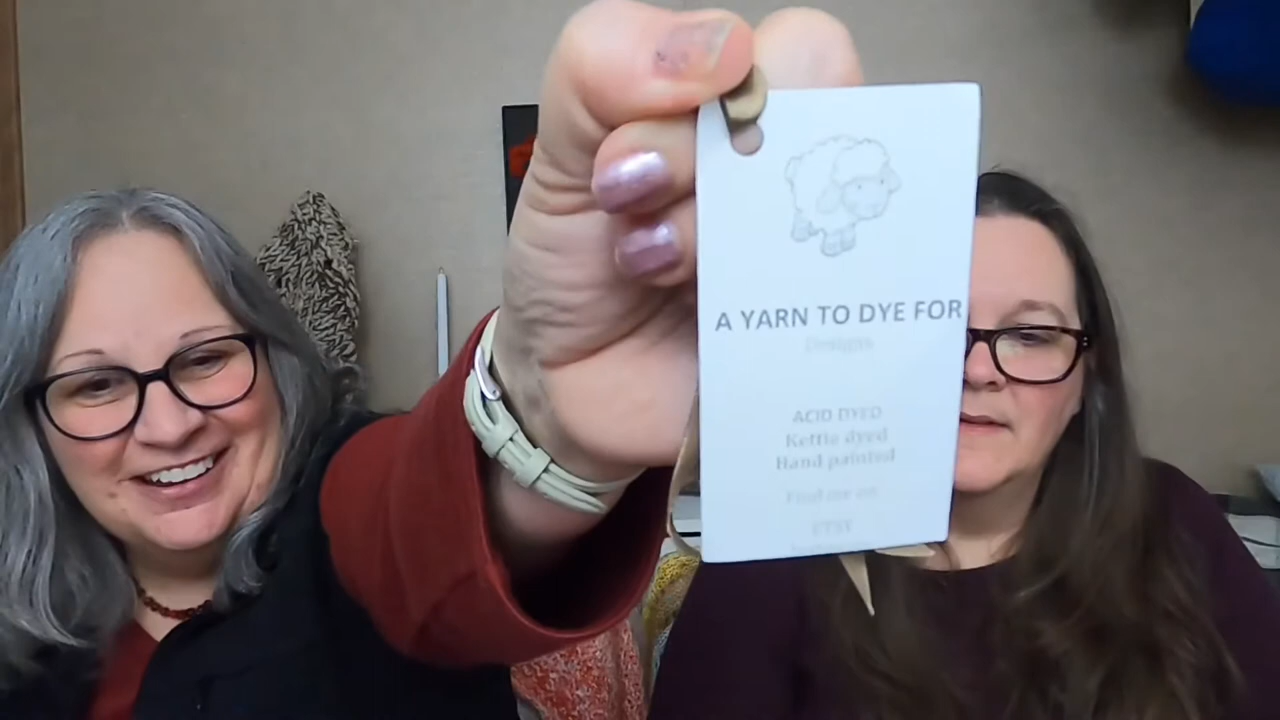 A YARN TO DYE FOR
Designs
ACID DYED
Kettle dyed
Hand painted
Find me on
ETSY